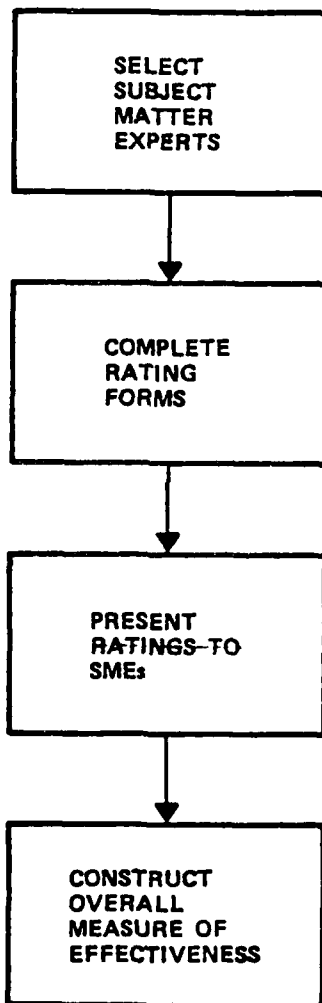 SELECT
SUBJECT
MATTER
EXPERTS
COMPLETE
RATING
FORMS
PRESENT
RATINGS TO
SMEs
CONSTRUCT
OVERALL
MEASURE OF
EFFECTIVENESS